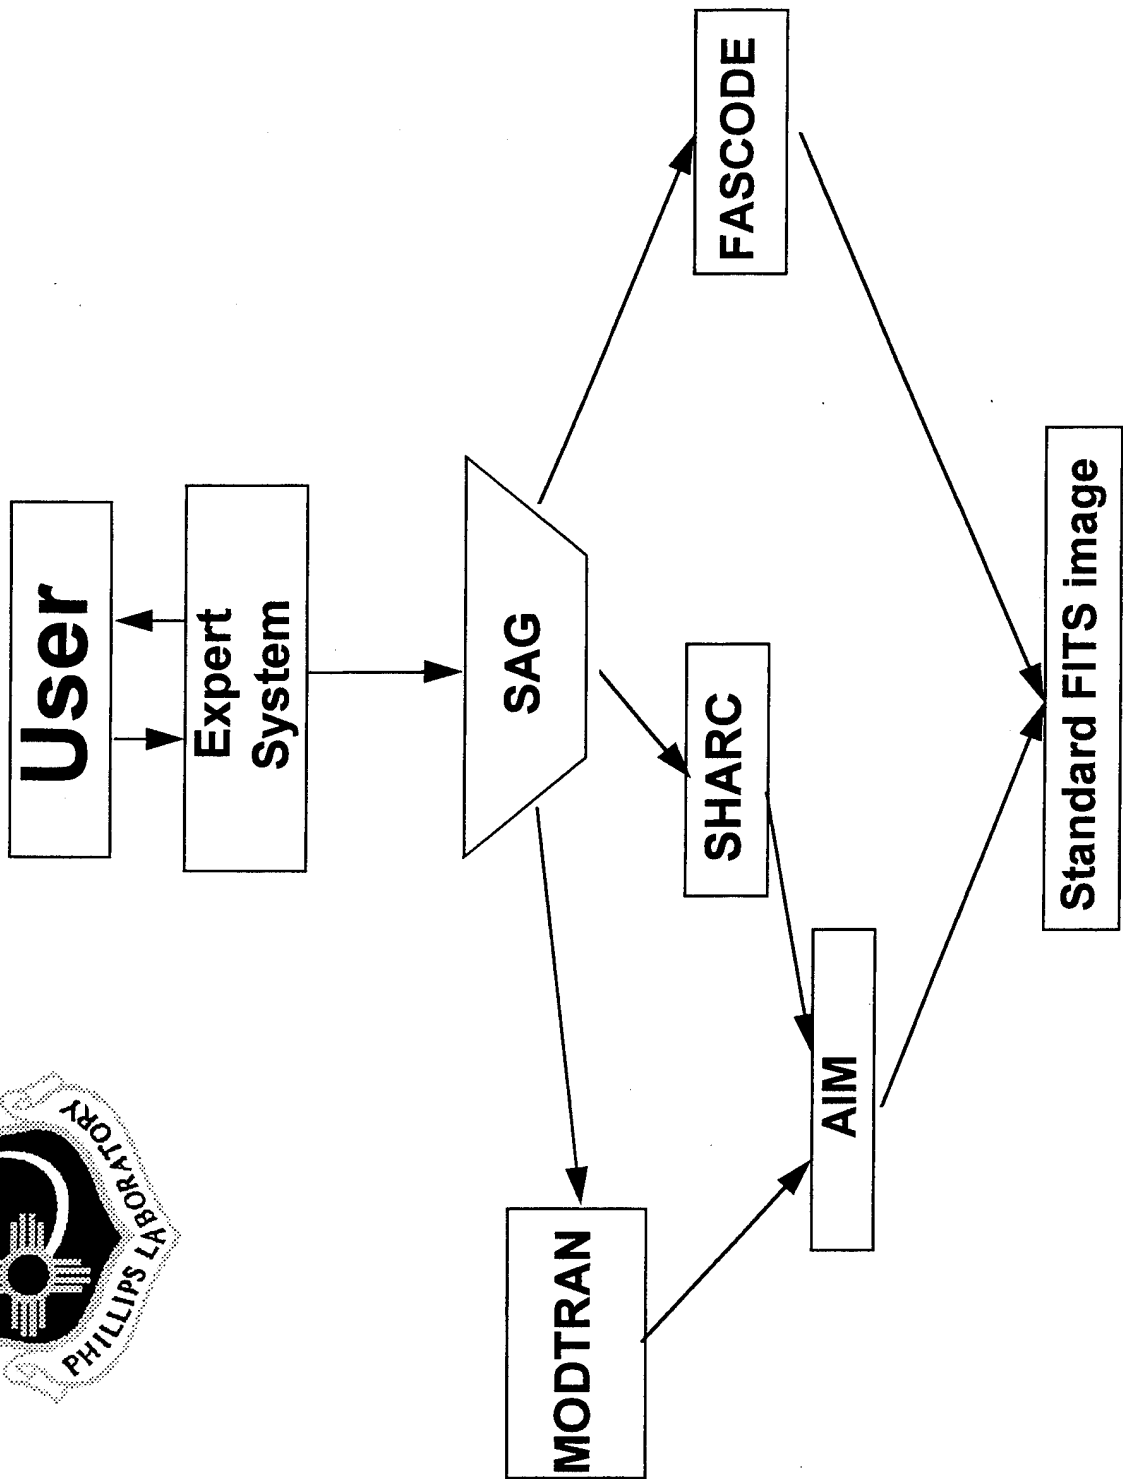 PHILLIPS LABORATORY
User
Expert
System
SAG
MODTRAN
SHARC
FASCODE
AIM
Standard FITS image